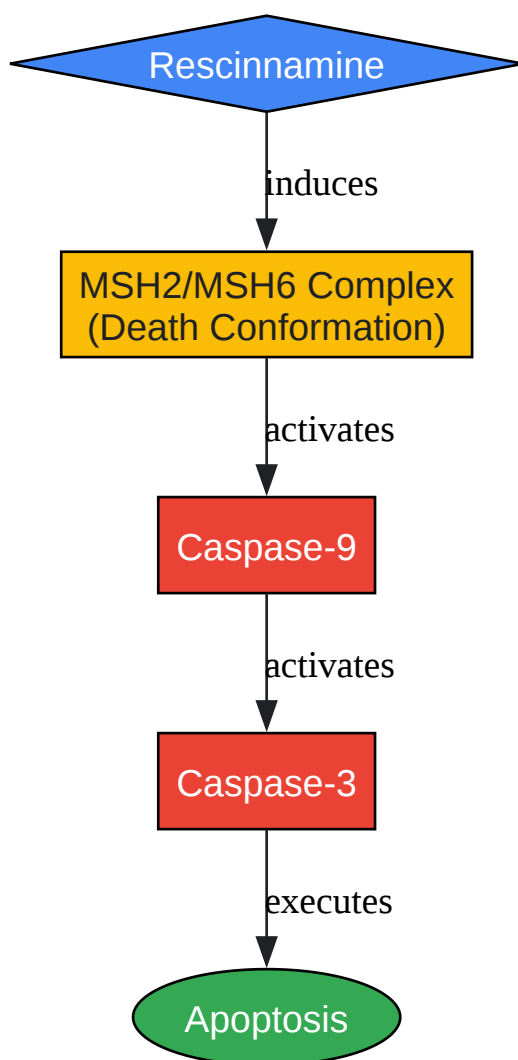 Rescinnamine
induces
MSH2/MSH6 Complex
(Death Conformation)
activates
Caspase-9
activates
Caspase-3
executes
Apoptosis